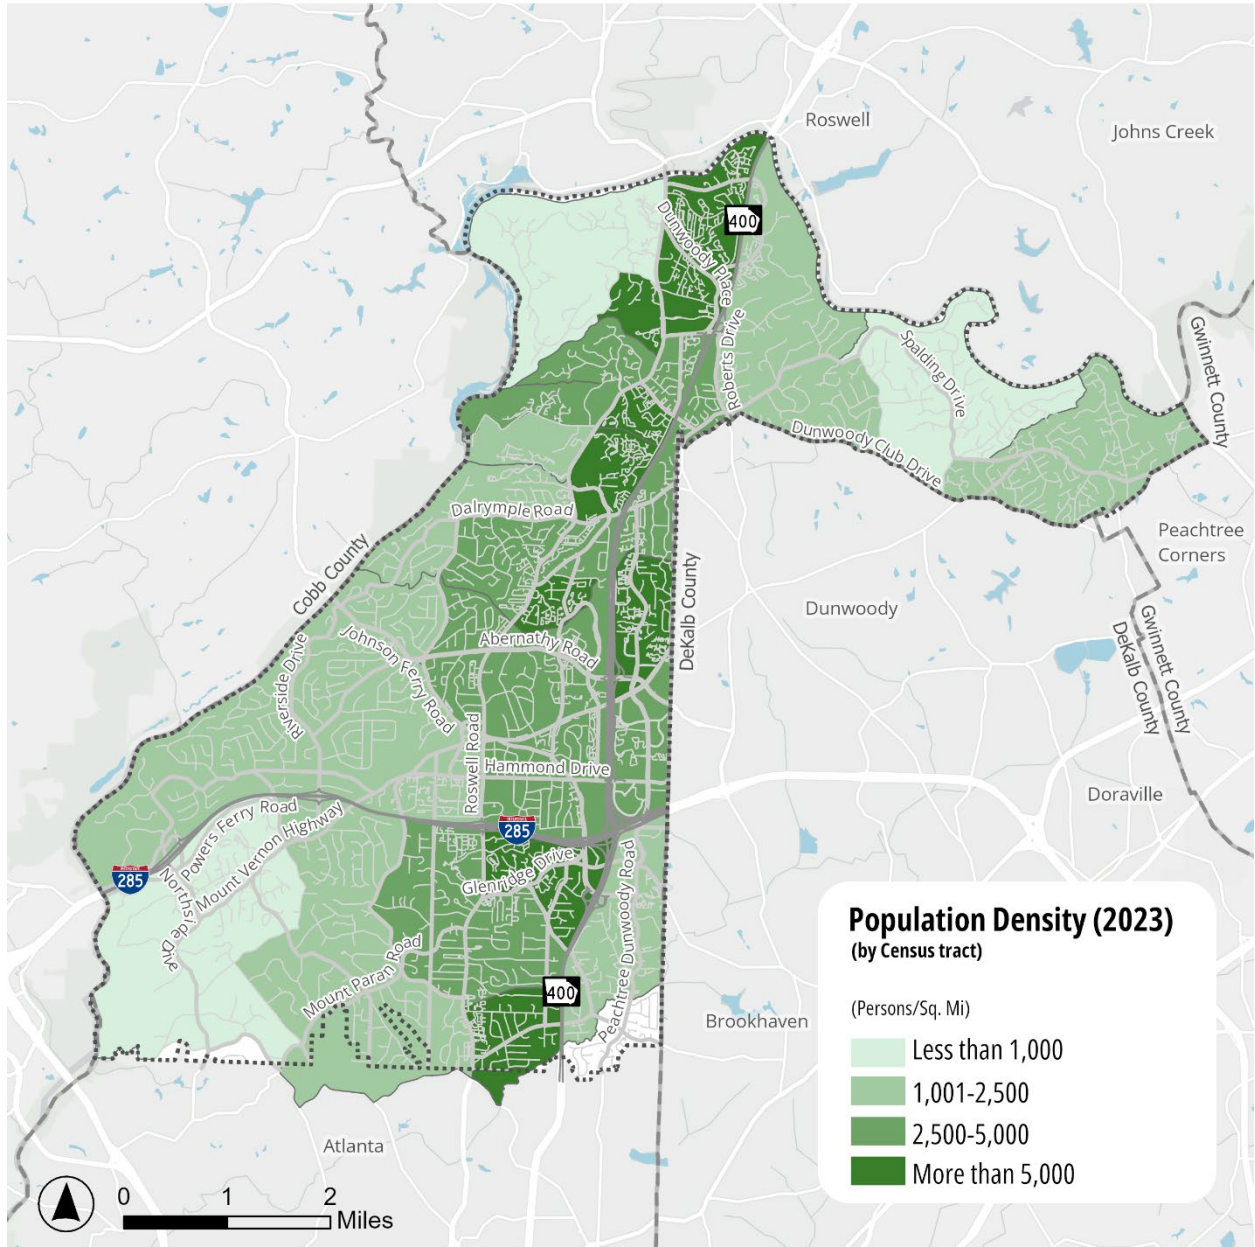 Roswell
Johns Creek
400
Dunwoody Place
Roberts Drive
Spalding Drive
Gwinnett County
Dunwoody Club Drive
Dalrymple Road
Peachtree
Corners
Cobb County
DeKalb County
Dunwoody
Gwinnett County
DeKalb County
Abernathy Road
Johnson Ferry Road
Riverside Drive
Roswell Road
Hammond Drive
Doraville
Powers Ferry Road
285
Mount Vernon Highway
285
Northside Drive
Glenridge Drive
Peachtree Dunwoody Road
Mount Paran Road
400
Brookhaven
Atlanta
Population Density (2023)
(by Census tract)
(Persons/Sq. Mi)
Less than 1,000
1,001-2,500
2,500-5,000
More than 5,000
0 1 2
Miles